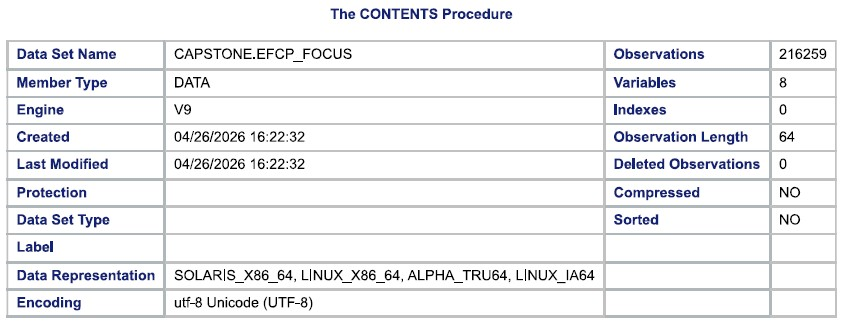 The CONTENTS Procedure
Data Set Name CAPSTONE.EFCP_FOCUS Observations 216259
Member Type DATA Variables 8
Engine V9 Indexes 0
Created 04/26/2026 16:22:32 Observation Length 64
Last Modified 04/26/2026 16:22:32 Deleted Observations 0
Protection Compressed NO
Data Set Type Sorted NO
Label
Data Representation SOLARIS_X86_64, LINUX_X86_64, ALPHA_TRU64, LINUX_IA64
Encoding utf-8 Unicode (UTF-8)